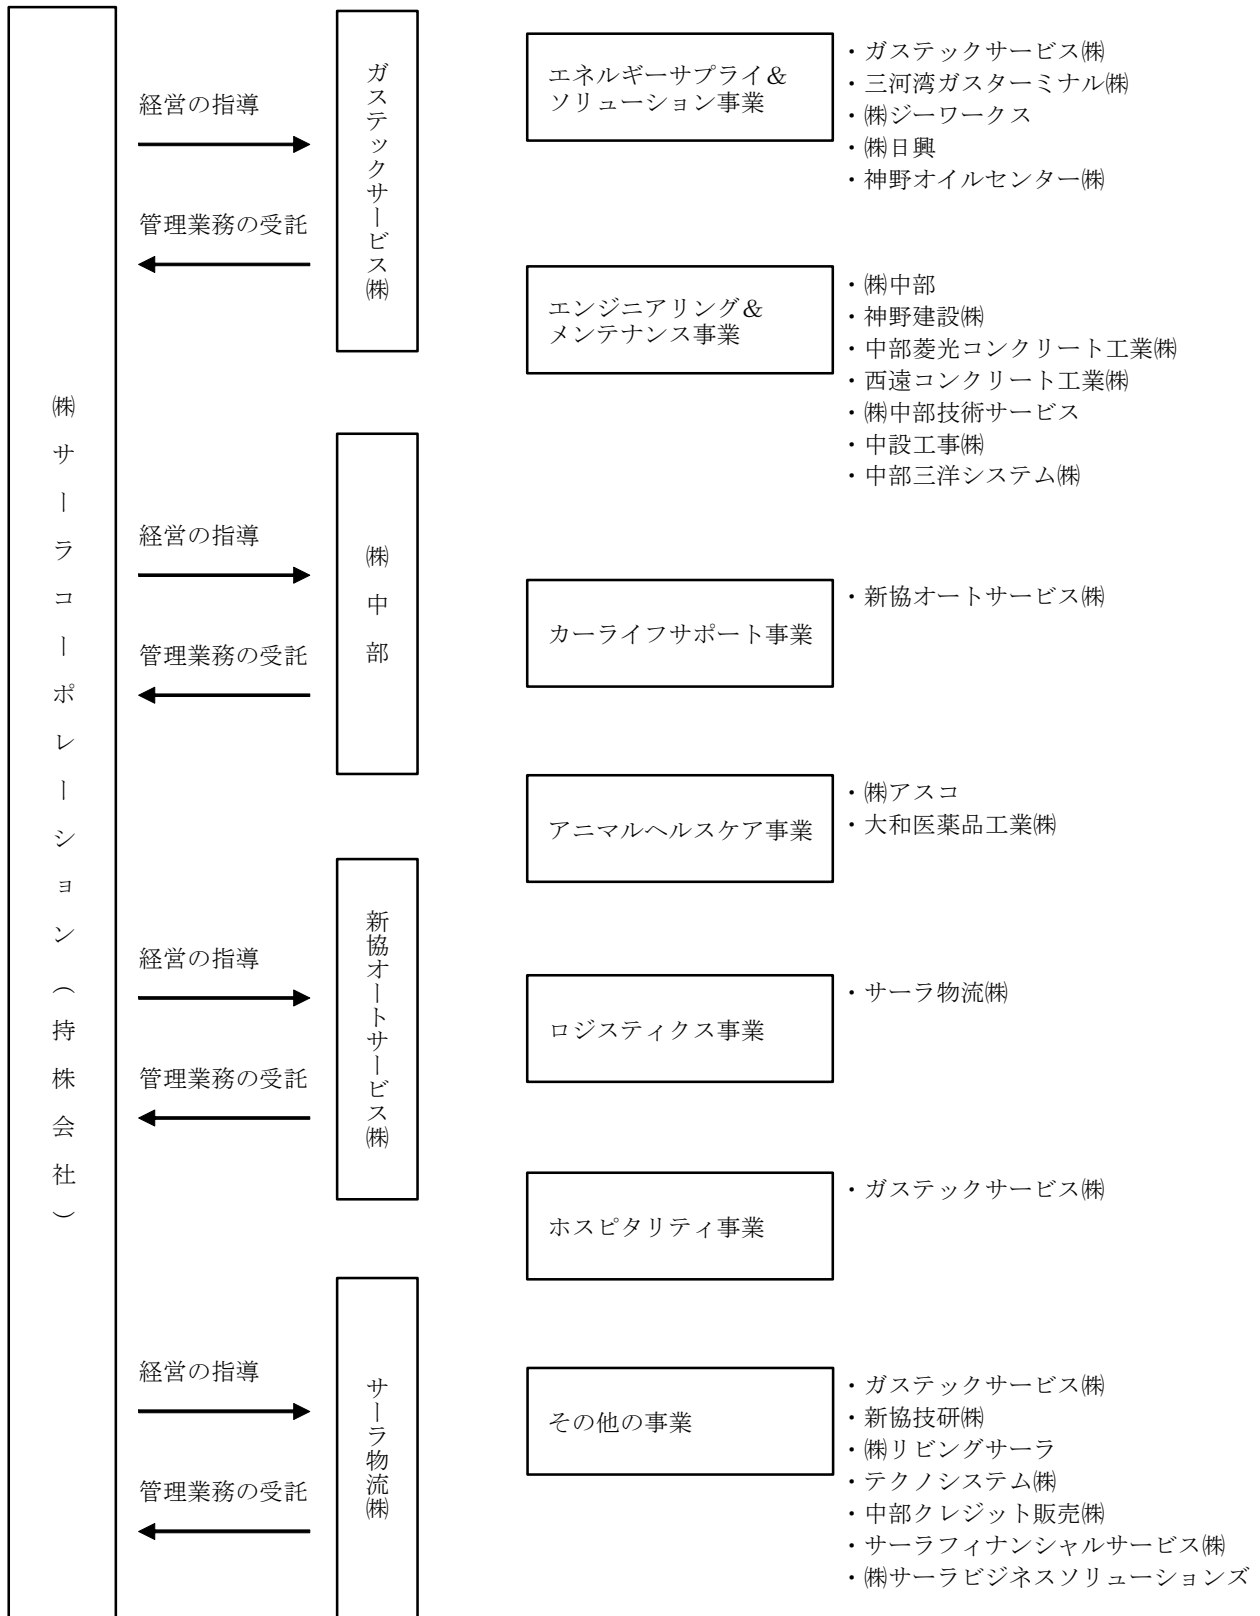 ㈱サーラコーポレーション（持株会社）
経営の指導
管理業務の受託
ガステックサービス㈱
経営の指導
管理業務の受託
㈱中部
経営の指導
管理業務の受託
新協オートサービス㈱
経営の指導
管理業務の受託
サーラ物流㈱
エネルギーサプライ＆
ソリューション事業
・ガステックサービス㈱
・三河湾ガスターミナル㈱
・㈱ジーワークス
・㈱日興
・神野オイルセンター㈱
エンジニアリング＆
メンテナンス事業
・㈱中部
・神野建設㈱
・中部菱光コンクリート工業㈱
・西遠コンクリート工業㈱
・㈱中部技術サービス
・中設工事㈱
・中部三洋システム㈱
カーライフサポート事業
・新協オートサービス㈱
アニマルヘルスケア事業
・㈱アスコ
・大和医薬品工業㈱
ロジスティクス事業
・サーラ物流㈱
ホスピタリティ事業
・ガステックサービス㈱
その他の事業
・ガステックサービス㈱
・新協技研㈱
・㈱リビングサーラ
・テクノシステム㈱
・中部クレジット販売㈱
・サーラフィナンシャルサービス㈱
・㈱サーラビジネスソリューションズ